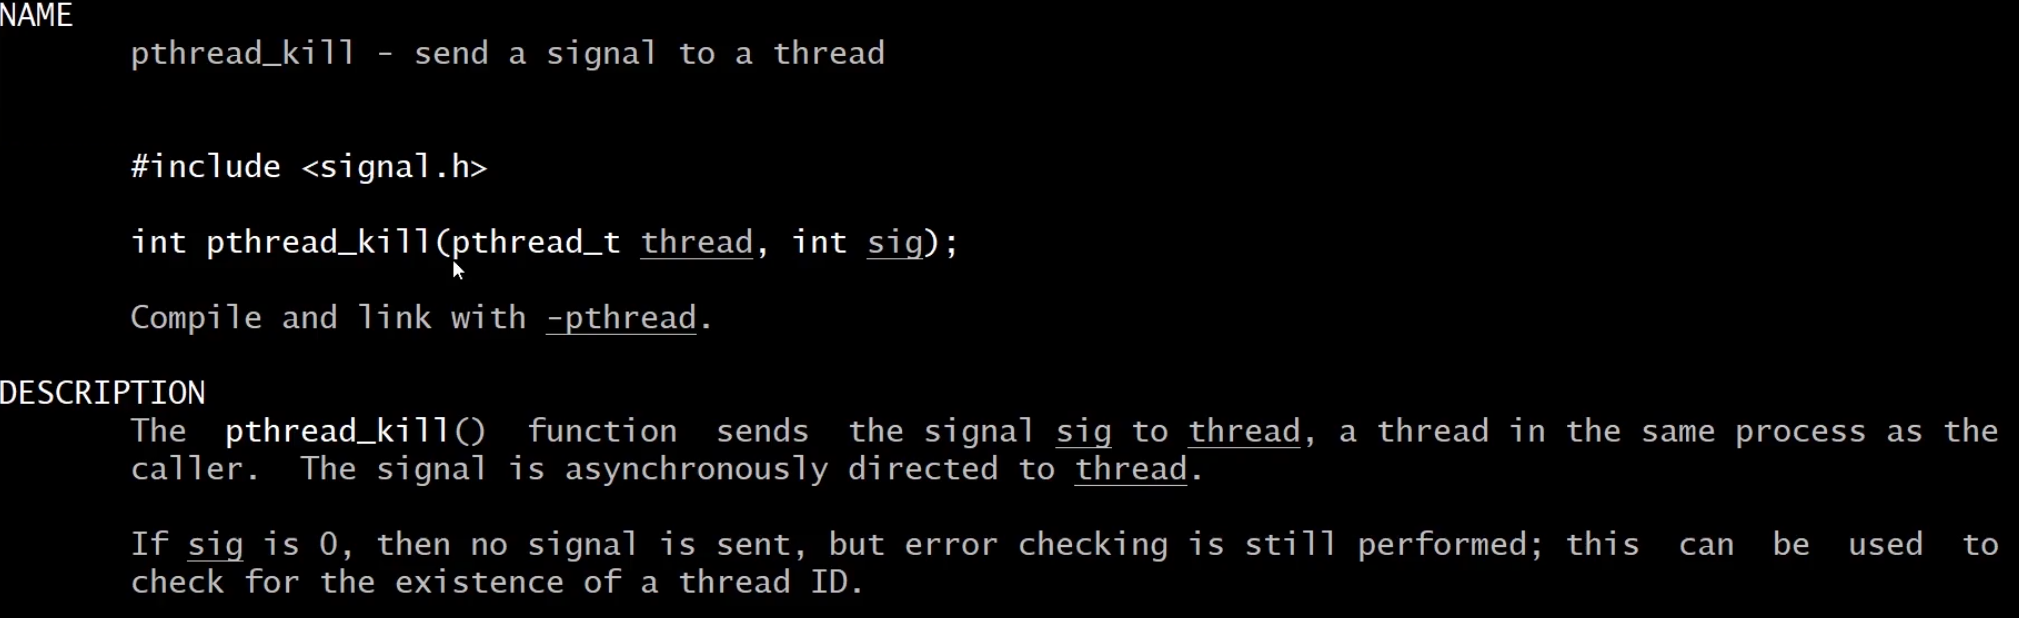 NAME
pthread_kill - send a signal to a thread
#include <signal.h>
int pthread_kill(pthread_t thread, int sig);
Compile and link with -pthread.
DESCRIPTION
The pthread_kill() function sends the signal sig to thread, a thread in the same process as the
caller. The signal is asynchronously directed to thread.
If sig is 0, then no signal is sent, but error checking is still performed; this can be used to
check for the existence of a thread ID.